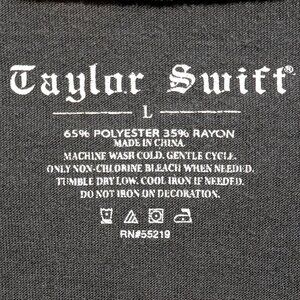 Taylor Swift®
L
65% POLYESTER 35% RAYON
MADE IN CHINA.
MACHINE WASH COLD. GENTLE CYCLE.
ONLY NON-CHLORINE BLEACH WHEN NEEDED.
TUMBLE DRY LOW. COOL IRON IF NEEDED.
DO NOT IRON ON DECORATION.
RN#55219